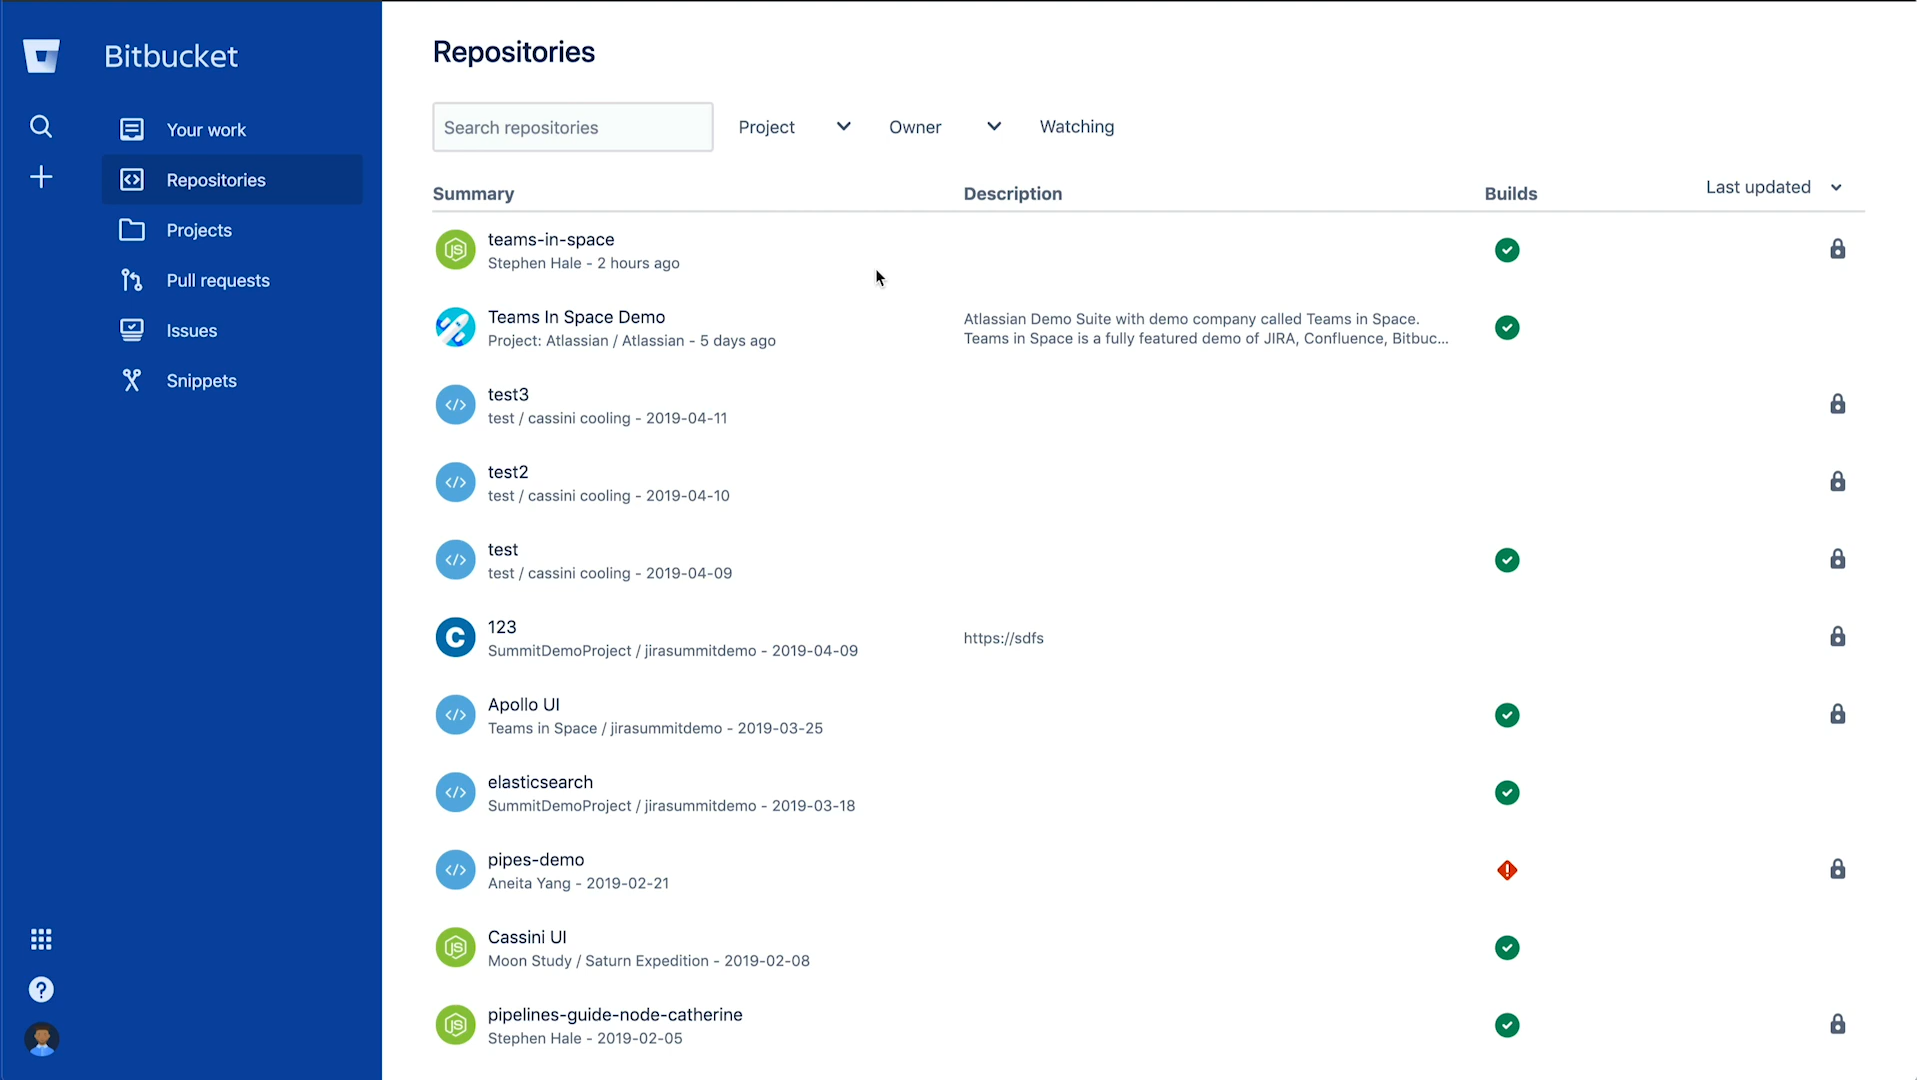 Bitbucket
Your work
Repositories
Projects
Pull requests
Issues
Snippets
Repositories
Search repositories
Project
Owner
Watching
Summary
Description
Builds
Last updated
teams-in-space
Stephen Hale - 2 hours ago
Teams In Space Demo
Project: Atlassian / Atlassian - 5 days ago
Atlassian Demo Suite with demo company called Teams in Space.
Teams in Space is a fully featured demo of JIRA, Confluence, Bitbuc...
test3
test / cassini cooling - 2019-04-11
test2
test / cassini cooling - 2019-04-10
test
test / cassini cooling - 2019-04-09
123
SummitDemoProject / jirasummitdemo - 2019-04-09
https://sdfs
Apollo UI
Teams in Space / jirasummitdemo - 2019-03-25
elasticsearch
SummitDemoProject / jirasummitdemo - 2019-03-18
pipes-demo
Aneita Yang - 2019-02-21
Cassini UI
Moon Study / Saturn Expedition - 2019-02-08
pipelines-guide-node-catherine
Stephen Hale - 2019-02-05